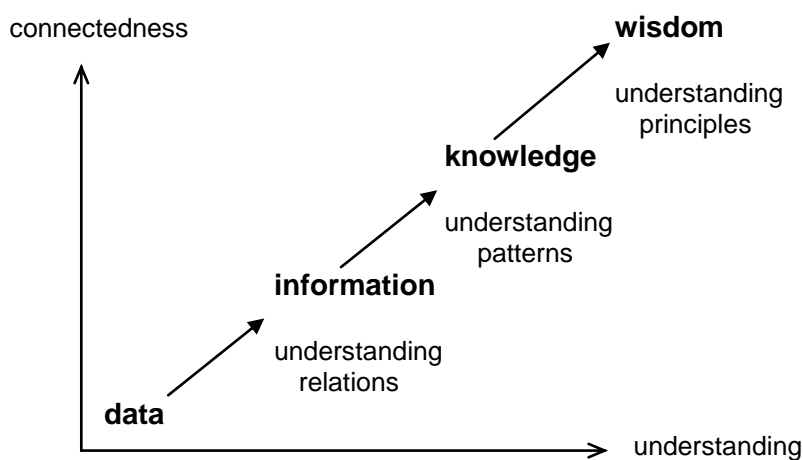 connectedness
wisdom
understanding
principles
knowledge
understanding
patterns
information
understanding
relations
data
understanding